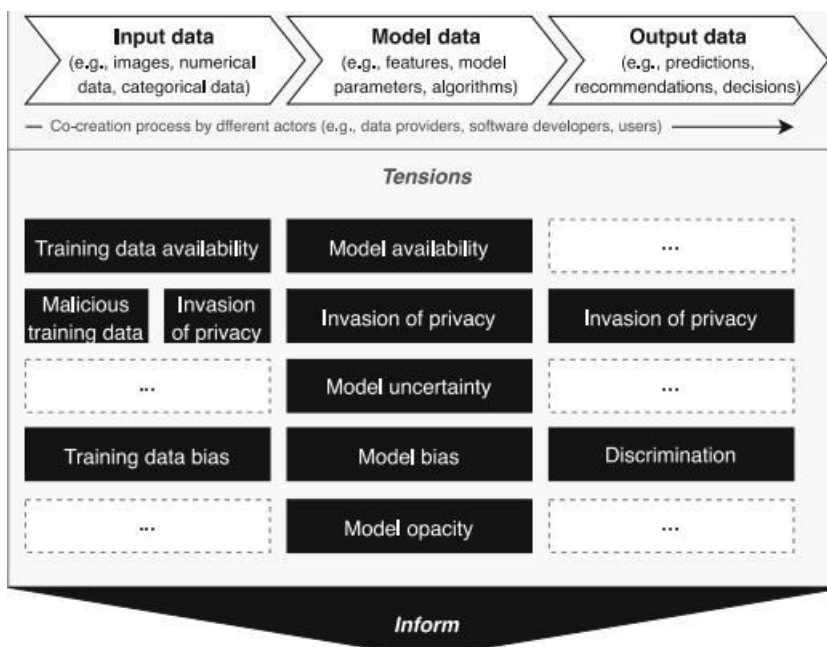 Input data
(e.g., images, numerical
data, categorical data)
Model data
(e.g., features, model
parameters, algorithms)
Output data
(e.g., predictions,
recommendations, decisions)
Co-creation process by dfferent actors (e.g., data providers, software developers, users)
Tensions
Training data availability
Model availability
...
Malicious
training data
Invasion
of privacy
Invasion of privacy
Invasion of privacy
...
Model uncertainty
...
Training data bias
Model bias
Discrimination
...
Model opacity
...
Inform